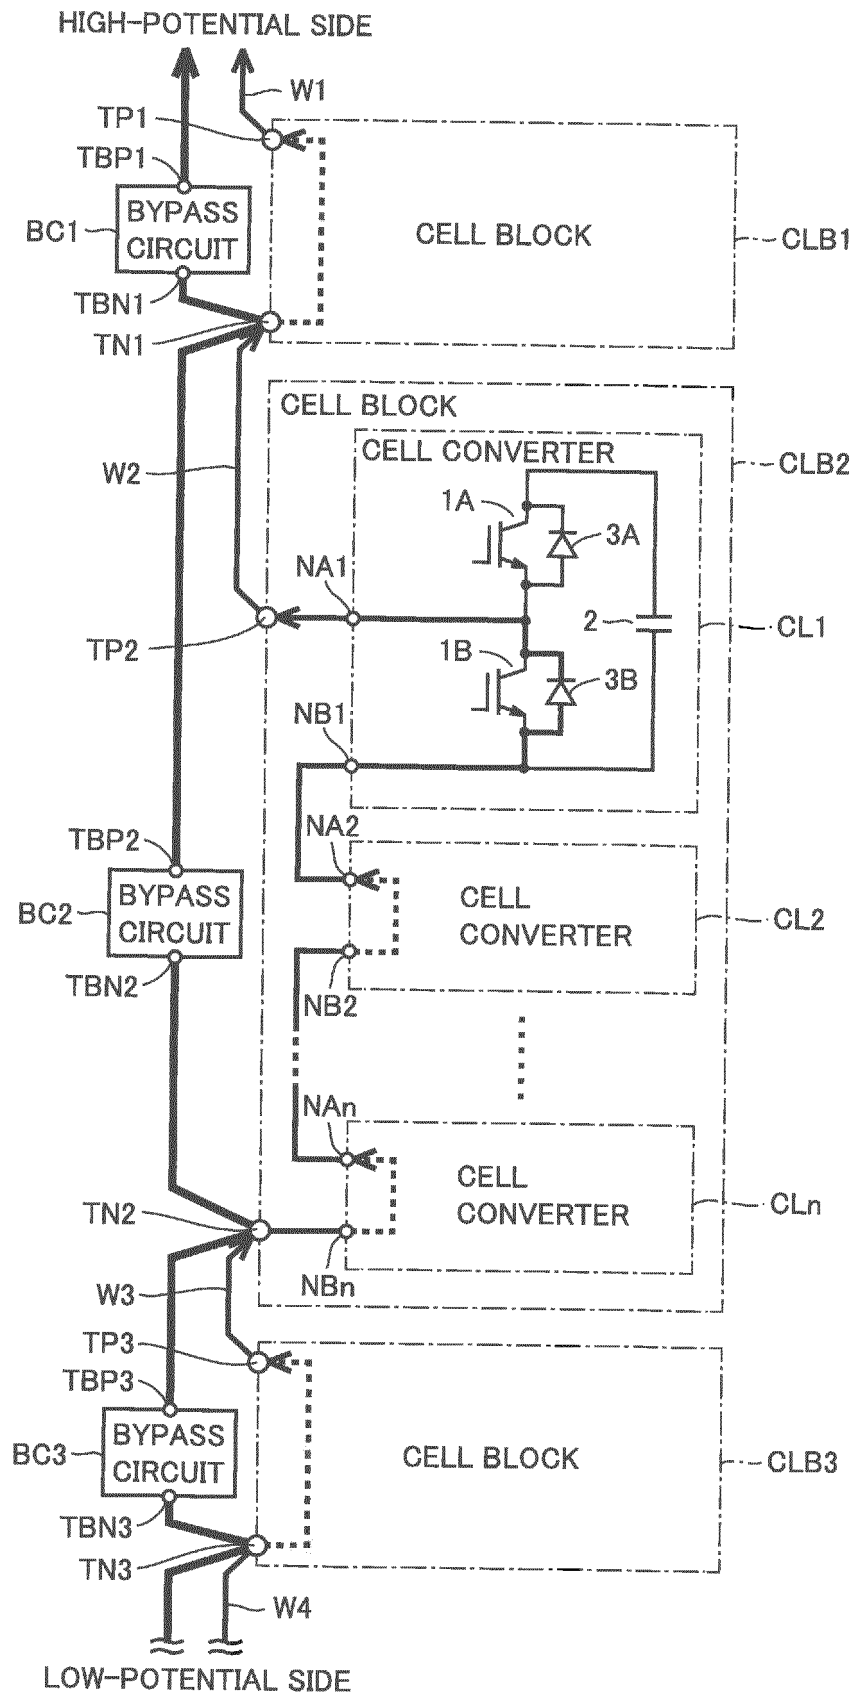 HIGH-POTENTIAL SIDE
W1
TP1
TBP1
BYPASS
CIRCUIT
BC1
CELL BLOCK
CLB1
TBN1
TN1
CELL BLOCK
CELL CONVERTER
CLB2
W2
1A
3A
NA1
2
CL1
TP2
1B
3B
NB1
NA2
TBP2
BYPASS
CIRCUIT
BC2
CELL
CONVERTER
CL2
TBN2
NB2
NAn
CELL
CONVERTER
CLn
TN2
NBn
W3
TP3
TBP3
BYPASS
CIRCUIT
BC3
CELL BLOCK
CLB3
TBN3
TN3
W4
LOW-POTENTIAL SIDE